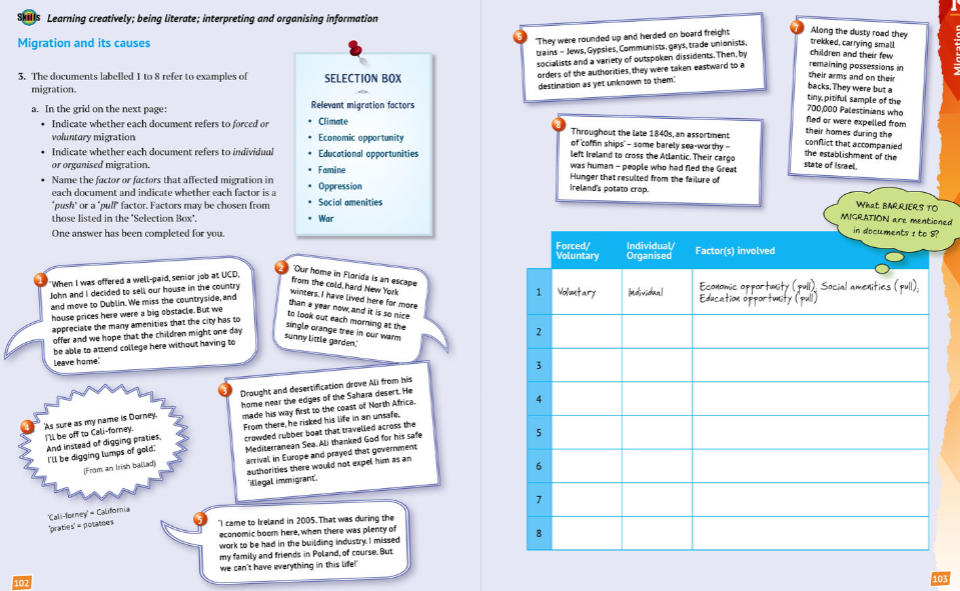 Skills Learning creatively; being literate; interpreting and organising information
Migration and its causes
3. The documents labelled 1 to 8 refer to examples of
migration.
a. In the grid on the next page:
• Indicate whether each document refers to forced or
voluntary migration
• Indicate whether each document refers to individual
or organised migration.
• Name the factor or factors that affected migration in
each document and indicate whether each factor is a
'push' or a 'pull' factor. Factors may be chosen from
those listed in the 'Selection Box'.
One answer has been completed for you.
SELECTION BOX
Relevant migration factors
• Climate
• Economic opportunity
• Educational opportunities
• Famine
• Oppression
• Social amenities
• War
1
'When I was offered a well-paid, senior job at UCD,
John and I decided to sell our house in the country
and move to Dublin. We miss the countryside, and
house prices here were a big obstacle. But we
appreciate the many amenities that the city has to
offer and we hope that the children might one day
be able to attend college here without having to
leave home.'
2
'Our home in Florida is an escape
from the cold, hard New York
winters. I have lived here for more
than a year now, and it is so nice
to look out each morning at the
single orange tree in our warm
sunny little garden.'
3
Drought and desertification drove Ali from his
home near the edges of the Sahara desert. He
made his way first to the coast of North Africa.
From there, he risked his life in an unsafe,
crowded rubber boat that travelled across the
Mediterranean Sea. Ali thanked God for his safe
arrival in Europe and prayed that government
authorities there would not expel him as an
'illegal immigrant'.
4
'As sure as my name is Dorney,
I'll be off to Cali-forney.
And instead of digging praties,
I'll be digging lumps of gold.'
(From an Irish ballad)
'Cali-forney' = California
'praties' = potatoes
5
'I came to Ireland in 2005. That was during the
economic boom here, when there was plenty of
work to be had in the building industry. I missed
my family and friends in Poland, of course. But
we can't have everything in this life!'
102
6
'They were rounded up and herded on board freight
trains – Jews, Gypsies, Communists, gays, trade unionists,
socialists and a variety of outspoken dissidents. Then, by
orders of the authorities, they were taken eastward to a
destination as yet unknown to them.'
7
Along the dusty road they
trekked, carrying small
children and their few
remaining possessions in
their arms and on their
backs. They were but a
tiny, pitiful sample of the
700,000 Palestinians who
fled or were expelled from
their homes during the
conflict that accompanied
the establishment of the
state of Israel.
8
Throughout the late 1840s, an assortment
of 'coffin ships' – some barely sea-worthy –
left Ireland to cross the Atlantic. Their cargo
was human – people who had fled the Great
Hunger that resulted from the failure of
Ireland's potato crop.
What BARRIERS TO
MIGRATION are mentioned
in documents 1 to 8?
Forced/ Individual/ Factor(s) involved
Voluntary Organised
1 Voluntary Individual Economic opportunity (pull), Social amenities (pull),
Education opportunity (pull)
2
3
4
5
6
7
8
Migration
103